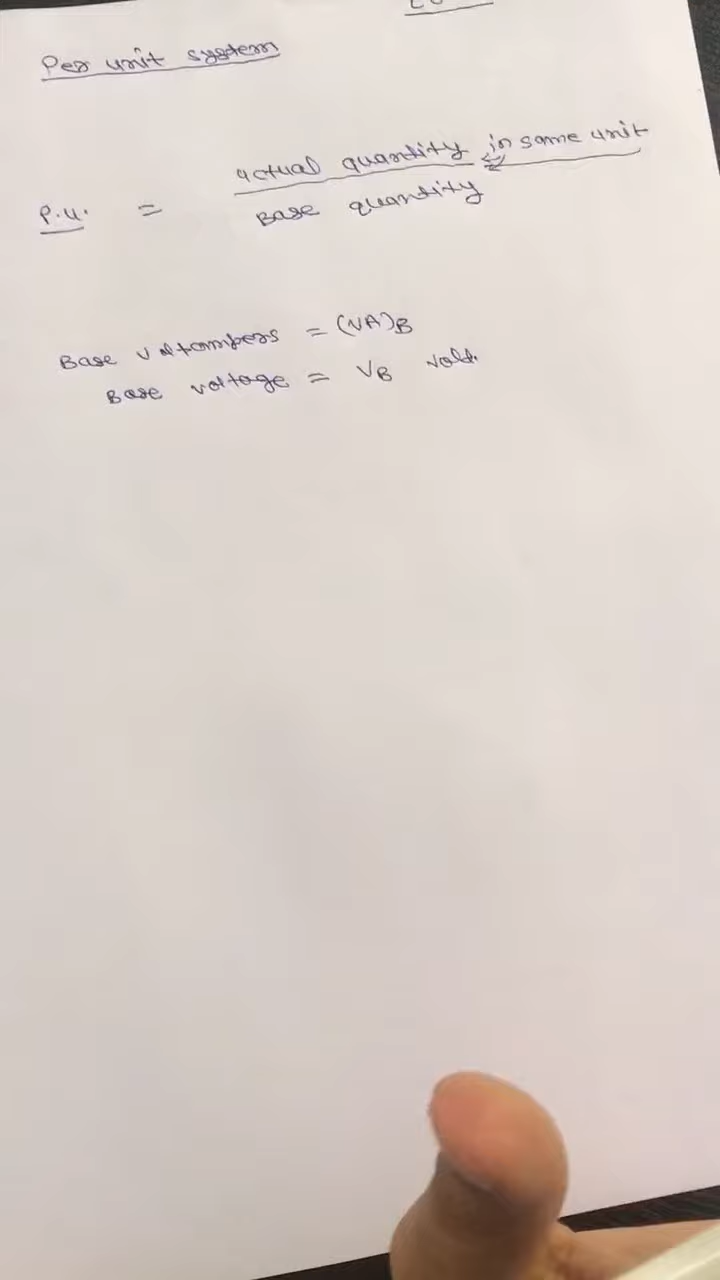 Per unit system
actual quantity in same unit
P.U. =
Base quantity
Base voltampers = (VA)B
Base voltage = VB volt.